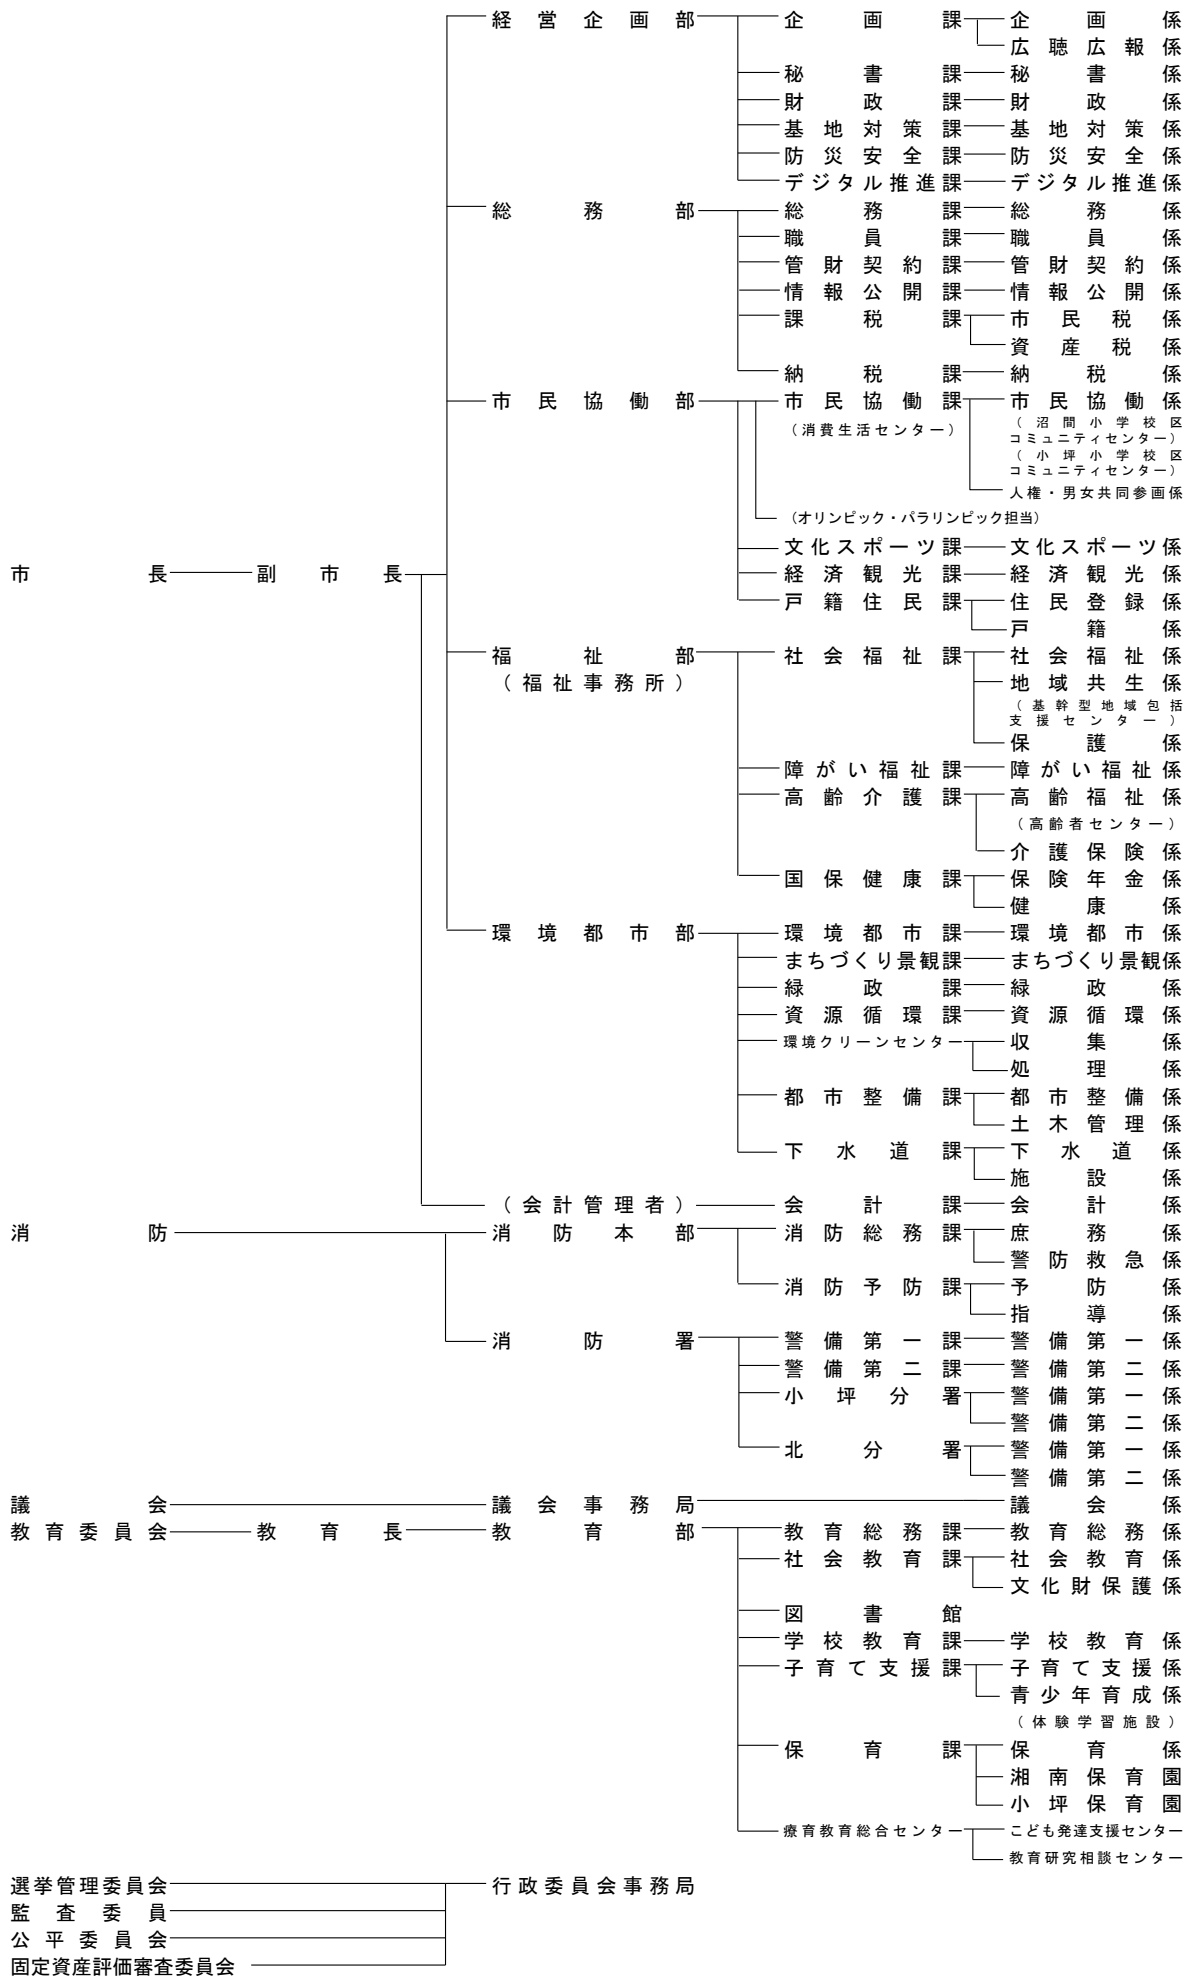 経営企画部 企画課 企画係
広聴広報係
秘書課 秘書係
財政課 財政係
基地対策課 基地対策係
防災安全課 防災安全係
デジタル推進課 デジタル推進係
総務部 総務課 総務係
職員課 職員係
管財契約課 管財契約係
情報公開課 情報公開係
課税課 市民税係
資産税係
納税課 納税係
市民協働部 市民協働課 市民協働係
（消費生活センター） （沼間小学校区
コミュニティセンター）
（小坪小学校区
コミュニティセンター）
人権・男女共同参画係
（オリンピック・パラリンピック担当）
文化スポーツ課 文化スポーツ係
市長 副市長 経済観光課 経済観光係
戸籍住民課 住民登録係
戸籍係
福祉部 社会福祉課 社会福祉係
（福祉事務所） 地域共生係
（基幹型地域包括
支援センター）
保護係
障がい福祉課 障がい福祉係
高齢介護課 高齢福祉係
（高齢者センター）
介護保険係
国保健康課 保険年金係
健康係
環境都市部 環境都市課 環境都市係
まちづくり景観課 まちづくり景観係
緑政課 緑政係
資源循環課 資源循環係
環境クリーンセンター 収集係
処理係
都市整備課 都市整備係
土木管理係
下水道課 下水道係
施設係
（会計管理者） 会計課 会計係
消防 消防本部 消防総務課 庶務係
警防救急係
消防予防課 予防係
指導係
消防署 警備第一課 警備第一係
警備第二課 警備第二係
小坪分署 警備第一係
警備第二係
北分署 警備第一係
警備第二係
議会 議会事務局 議会係
教育委員会 教育長 教育部 教育総務課 教育総務係
社会教育課 社会教育係
文化財保護係
図書館
学校教育課 学校教育係
子育て支援課 子育て支援係
青少年育成係
（体験学習施設）
保育課 保育係
湘南保育園
小坪保育園
療育教育総合センター こども発達支援センター
教育研究相談センター
選挙管理委員会 行政委員会事務局
監査委員
公平委員会
固定資産評価審査委員会